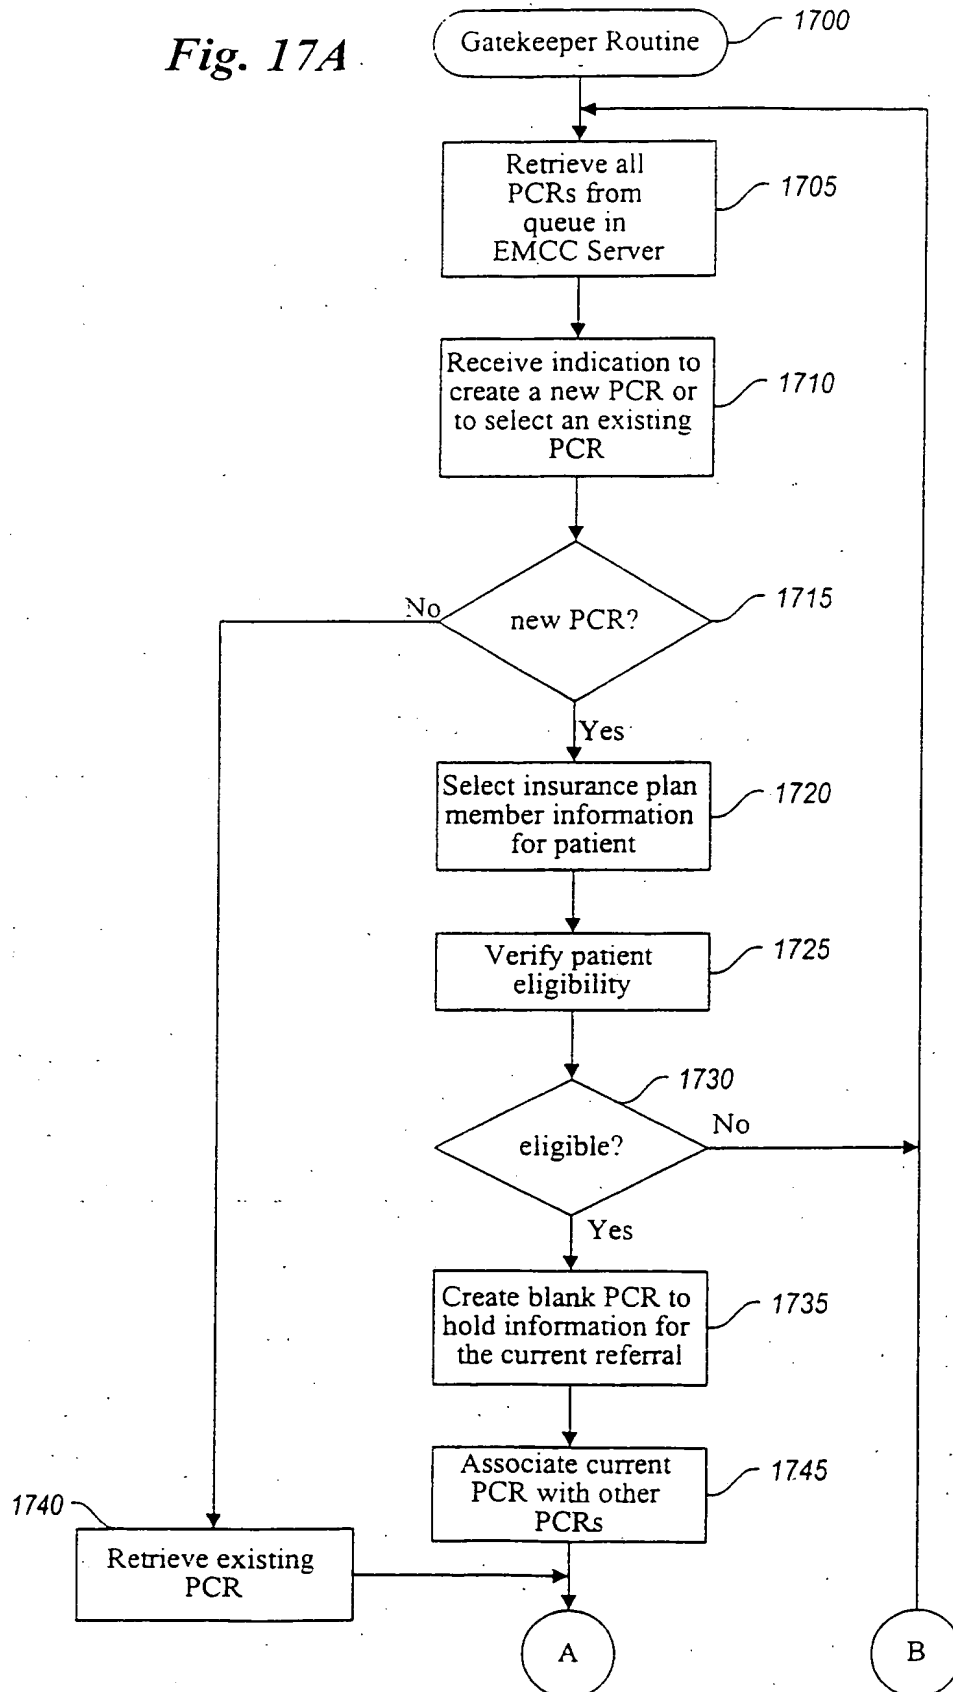 Fig. 17A
Gatekeeper Routine
1700
Retrieve all
PCRs from
queue in
EMCC Server
1705
Receive indication to
create a new PCR or
to select an existing
PCR
1710
new PCR?
1715
No
Yes
Select insurance plan
member information
for patient
1720
Verify patient
eligibility
1725
eligible?
1730
No
Yes
Create blank PCR to
hold information for
the current referral
1735
Associate current
PCR with other
PCRs
1745
1740
Retrieve existing
PCR
A
B